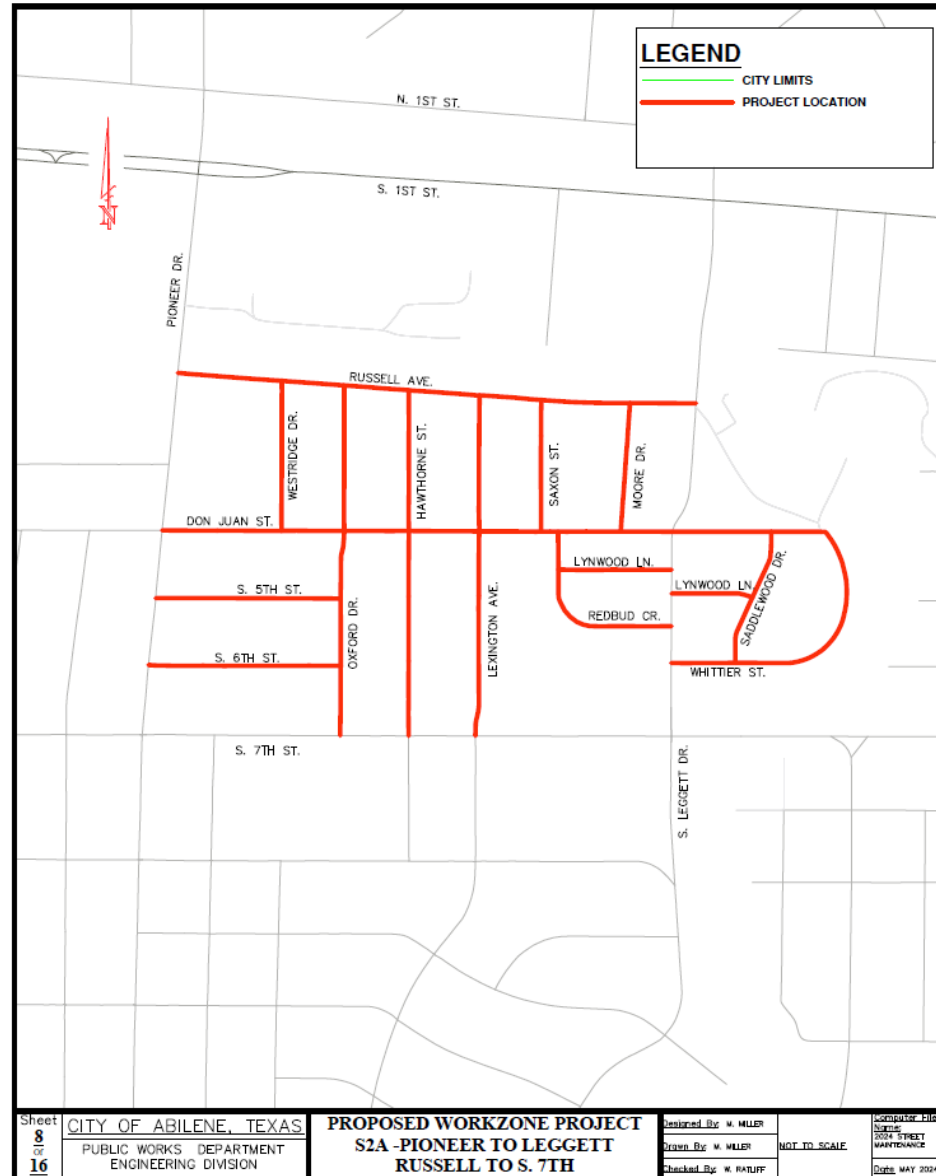 LEGEND
CITY LIMITS
PROJECT LOCATION
N. 1ST ST.
S. 1ST ST.
N
PIONEER DR.
RUSSELL AVE.
WESTRIDGE DR.
HAWTHORNE ST.
SAXON ST.
MOORE DR.
DON JUAN ST.
LYNWOOD LN.
S. 5TH ST.
LYNWOOD LN
SADDLEWOOD DR.
OXFORD DR.
REDBUD CR.
LEXINGTON AVE.
S. 6TH ST.
WHITTIER ST.
S. 7TH ST.
S. LEGGETT DR.
Sheet
8
or
16
CITY OF ABILENE, TEXAS
PUBLIC WORKS DEPARTMENT
ENGINEERING DIVISION
PROPOSED WORKZONE PROJECT
S2A -PIONEER TO LEGGETT
RUSSELL TO S. 7TH
Designed By: M. MILLER
Drawn By: M. MILLER
Checked By: W. RATLIFF
NOT TO SCALE
Computer File
Name:
2024 STREET
MAINTENANCE
Date: MAY 2024